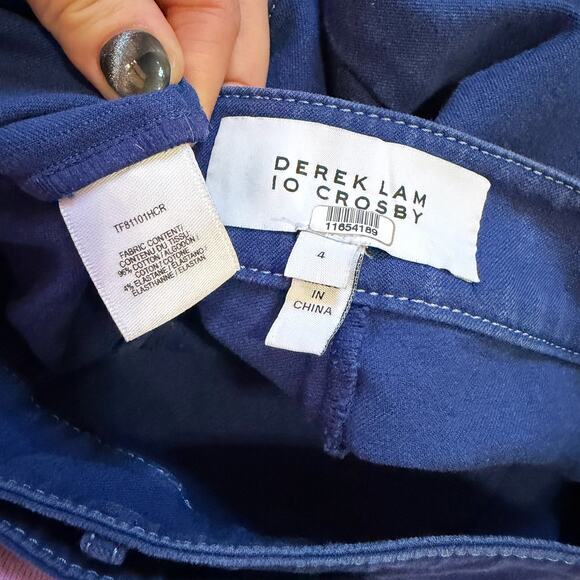 DEREK LAM
10 CROSBY
11654189
4
IN
CHINA
TF81101HCR
FABRIC CONTENT/
CONTENU DU TISSU:
96% COTTON / ALGODON /
COTON / COTONE
4% ELASTANE / ELASTANO /
ELASTHANNE / ELASTAN